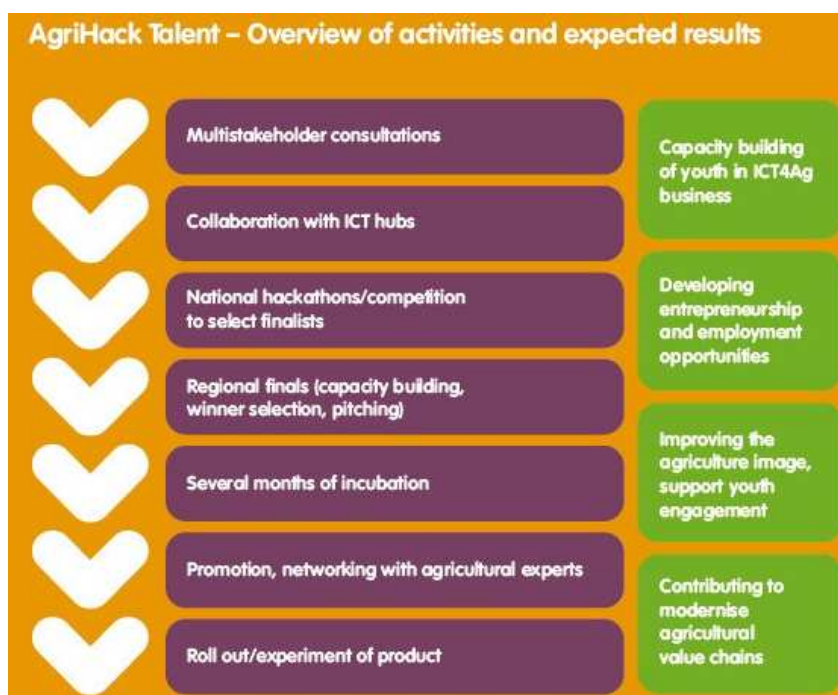 AgriHack Talent – Overview of activities and expected results
Multistakeholder consultations
Collaboration with ICT hubs
National hackathons/competition
to select finalists
Regional finals (capacity building,
winner selection, pitching)
Several months of incubation
Promotion, networking with agricultural experts
Roll out/experiment of product
Capacity building
of youth in ICT4Ag
business
Developing
entrepreneurship
and employment
opportunities
Improving the
agriculture image,
support youth
engagement
Contributing to
modernise
agricultural
value chains